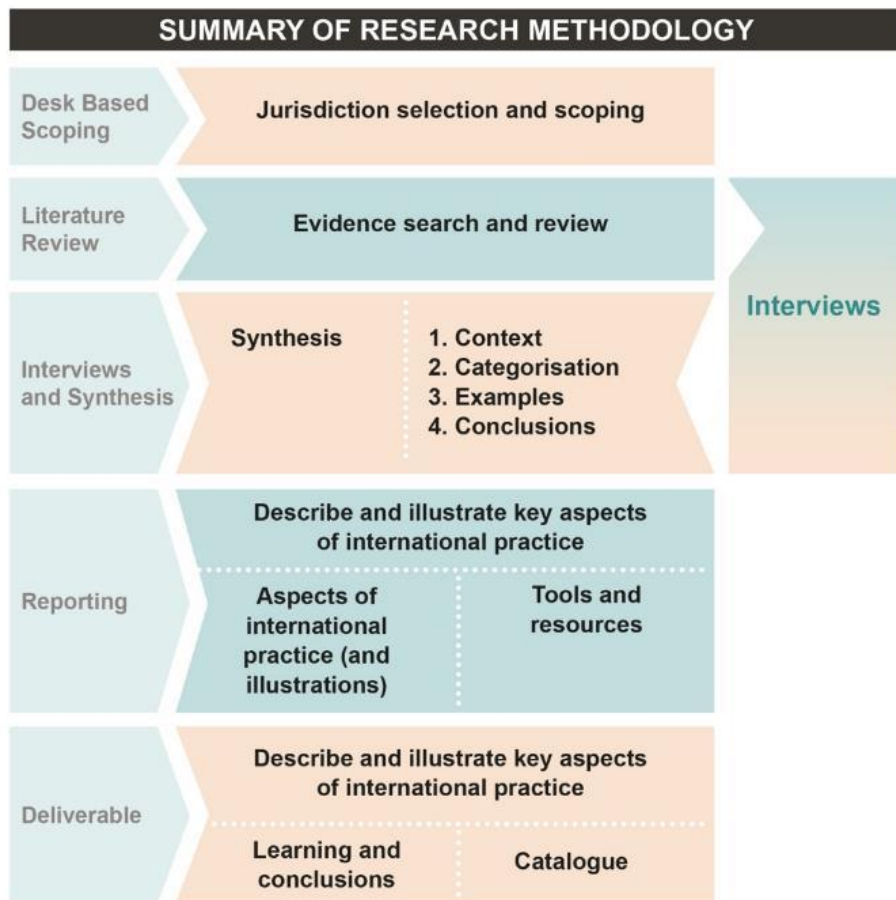 SUMMARY OF RESEARCH METHODOLOGY
Desk Based
Scoping
Jurisdiction selection and scoping
Literature
Review
Evidence search and review
Interviews
Interviews
and Synthesis
Synthesis
1. Context
2. Categorisation
3. Examples
4. Conclusions
Reporting
Describe and illustrate key aspects
of international practice
Aspects of
international
practice (and
illustrations)
Tools and
resources
Deliverable
Describe and illustrate key aspects
of international practice
Learning and
conclusions
Catalogue